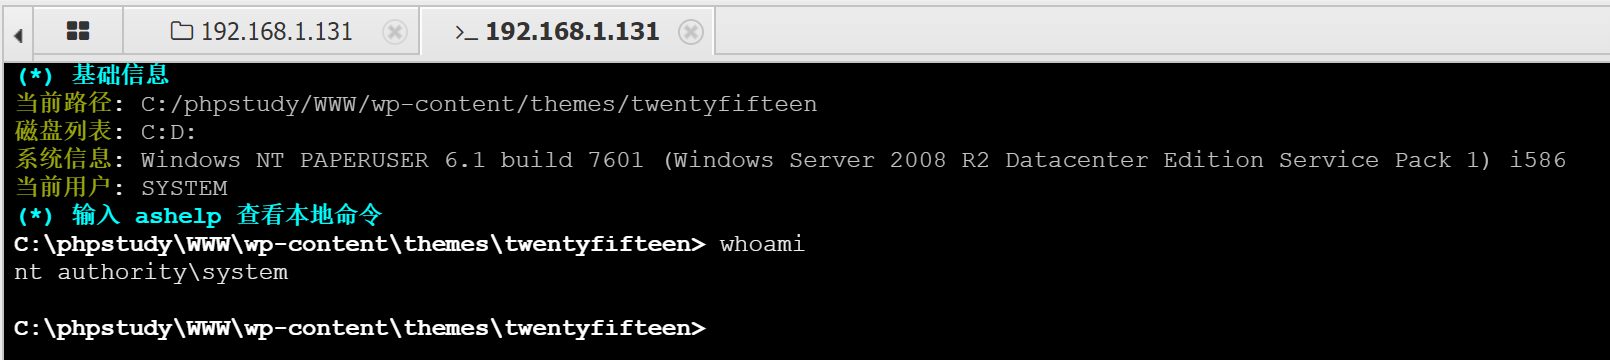 192.168.1.131
>_ 192.168.1.131
(*) 基础信息
当前路径: C:/phpstudy/WWW/wp-content/themes/twentyfifteen
磁盘列表: C:D:
系统信息: Windows NT PAPERUSER 6.1 build 7601 (Windows Server 2008 R2 Datacenter Edition Service Pack 1) i586
当前用户: SYSTEM
(*) 输入 ashelp 查看本地命令
C:\phpstudy\WWW\wp-content\themes\twentyfifteen> whoami
nt authority\system
C:\phpstudy\WWW\wp-content\themes\twentyfifteen>